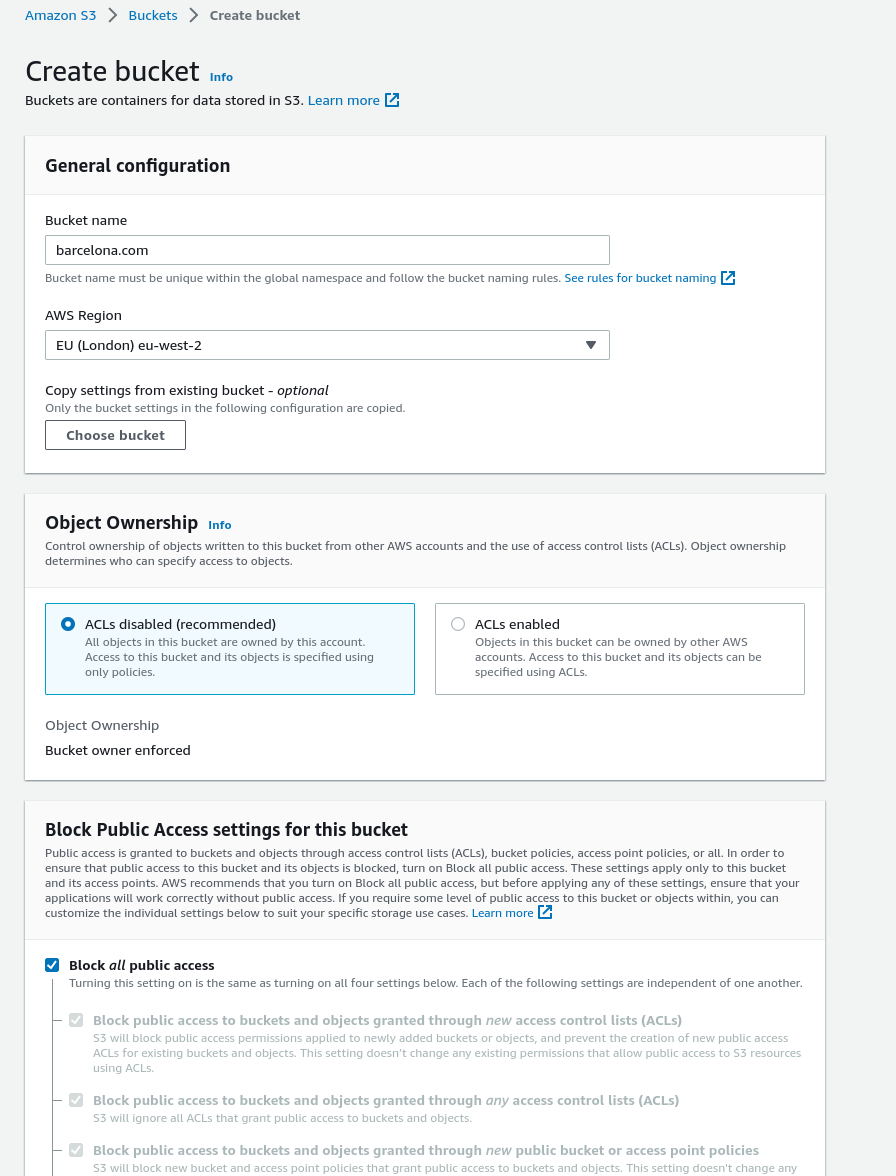 Amazon S3 > Buckets > Create bucket
Create bucket Info
Buckets are containers for data stored in S3. Learn more
General configuration
Bucket name
barcelona.com
Bucket name must be unique within the global namespace and follow the bucket naming rules. See rules for bucket naming
AWS Region
EU (London) eu-west-2
Copy settings from existing bucket - optional
Only the bucket settings in the following configuration are copied.
Choose bucket
Object Ownership Info
Control ownership of objects written to this bucket from other AWS accounts and the use of access control lists (ACLs). Object ownership
determines who can specify access to objects.
ACLs disabled (recommended)
All objects in this bucket are owned by this account.
Access to this bucket and its objects is specified using
only policies.
ACLs enabled
Objects in this bucket can be owned by other AWS
accounts. Access to this bucket and its objects can be
specified using ACLs.
Object Ownership
Bucket owner enforced
Block Public Access settings for this bucket
Public access is granted to buckets and objects through access control lists (ACLs), bucket policies, access point policies, or all. In order to
ensure that public access to this bucket and its objects is blocked, turn on Block all public access. These settings apply only to this bucket
and its access points. AWS recommends that you turn on Block all public access, but before applying any of these settings, ensure that your
applications will work correctly without public access. If you require some level of public access to this bucket or objects within, you can
customize the individual settings below to suit your specific storage use cases. Learn more
Block all public access
Turning this setting on is the same as turning on all four settings below. Each of the following settings are independent of one another.
Block public access to buckets and objects granted through new access control lists (ACLs)
S3 will block public access permissions applied to newly added buckets or objects, and prevent the creation of new public access
ACLs for existing buckets and objects. This setting doesn't change any existing permissions that allow public access to S3 resources
using ACLs.
Block public access to buckets and objects granted through any access control lists (ACLs)
S3 will ignore all ACLs that grant public access to buckets and objects.
Block public access to buckets and objects granted through new public bucket or access point policies
S3 will block new bucket and access point policies that grant public access to buckets and objects. This setting doesn't change any